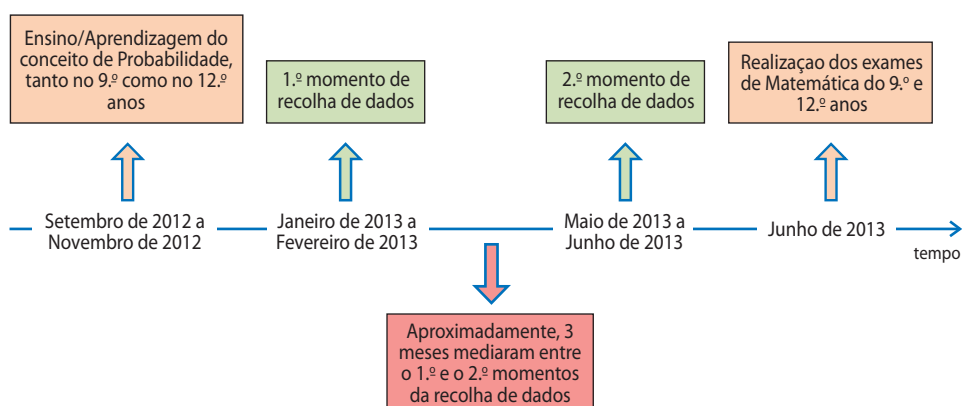 Ensino/Aprendizagem do
conceito de Probabilidade,
tanto no 9.º como no 12.º
anos
1.º momento de
recolha de dados
2.º momento de
recolha de dados
Realizaçao dos exames
de Matemática do 9.º e
12.º anos
Setembro de 2012 a
Novembro de 2012
Janeiro de 2013 a
Fevereiro de 2013
Maio de 2013 a
Junho de 2013
Junho de 2013
tempo
Aproximadamente, 3
meses mediaram entre
o 1.º e o 2.º momentos
da recolha de dados